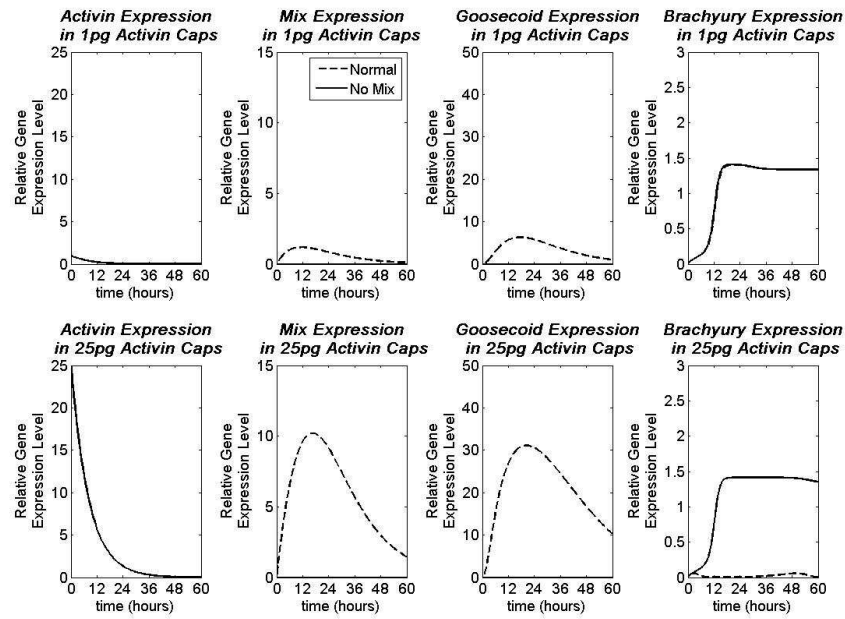 Activin Expression
in 1pg Activin Caps
Mix Expression
in 1pg Activin Caps
Goosecoid Expression
in 1pg Activin Caps
Brachyury Expression
in 1pg Activin Caps
Relative Gene
Expression Level
25
20
15
10
5
0
0 12 24 36 48 60
time (hours)
Relative Gene
Expression Level
15
10
5
0
Normal
No Mix
0 12 24 36 48 60
time (hours)
Relative Gene
Expression Level
50
40
30
20
10
0
0 12 24 36 48 60
time (hours)
Relative Gene
Expression Level
3
2.5
2
1.5
1
0.5
0
0 12 24 36 48 60
time (hours)
Activin Expression
in 25pg Activin Caps
Mix Expression
in 25pg Activin Caps
Goosecoid Expression
in 25pg Activin Caps
Brachyury Expression
in 25pg Activin Caps
Relative Gene
Expression Level
25
20
15
10
5
0
0 12 24 36 48 60
time (hours)
Relative Gene
Expression Level
15
10
5
0
0 12 24 36 48 60
time (hours)
Relative Gene
Expression Level
50
40
30
20
10
0
0 12 24 36 48 60
time (hours)
Relative Gene
Expression Level
3
2.5
2
1.5
1
0.5
0
0 12 24 36 48 60
time (hours)